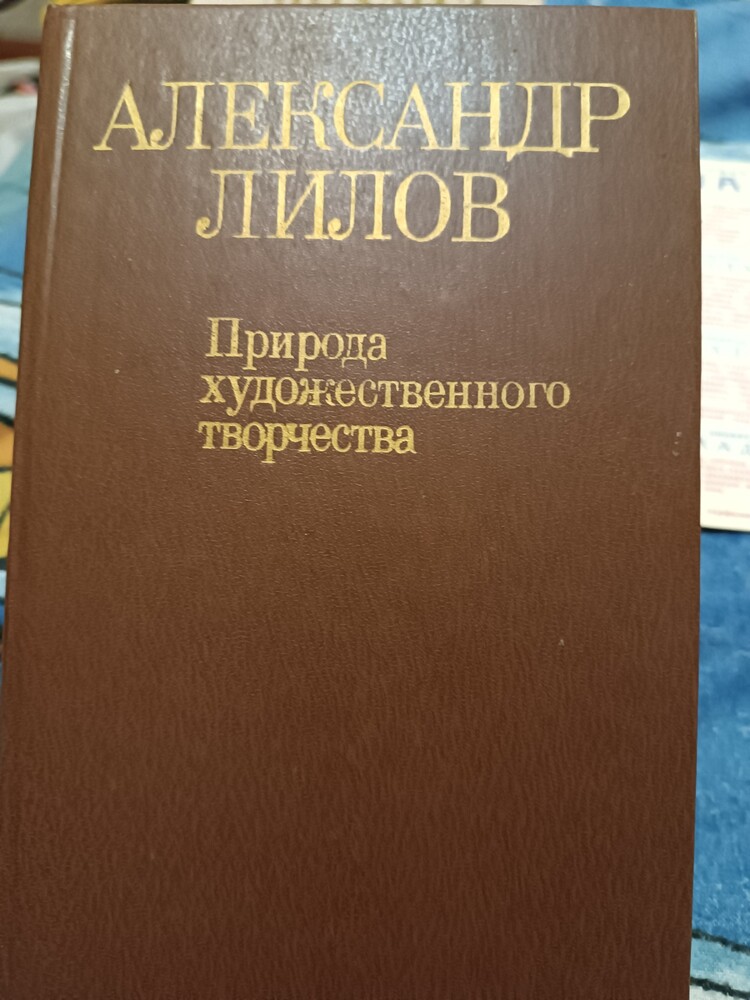 АЛЕКСАНДР
ЛИЛОВ
Природа
художественного
творчества